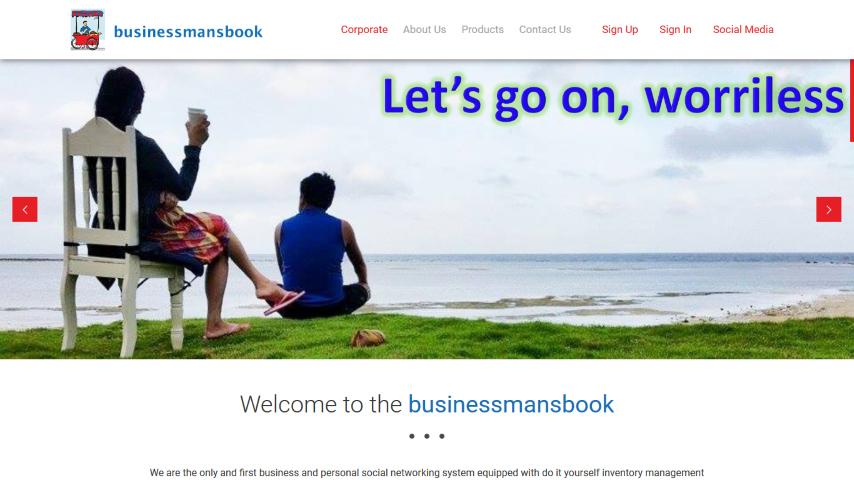 businessmansbook
Corporate About Us Products Contact Us Sign Up Sign In Social Media
Let's go on, worriless
Welcome to the businessmansbook
We are the only and first business and personal social networking system equipped with do it yourself inventory management